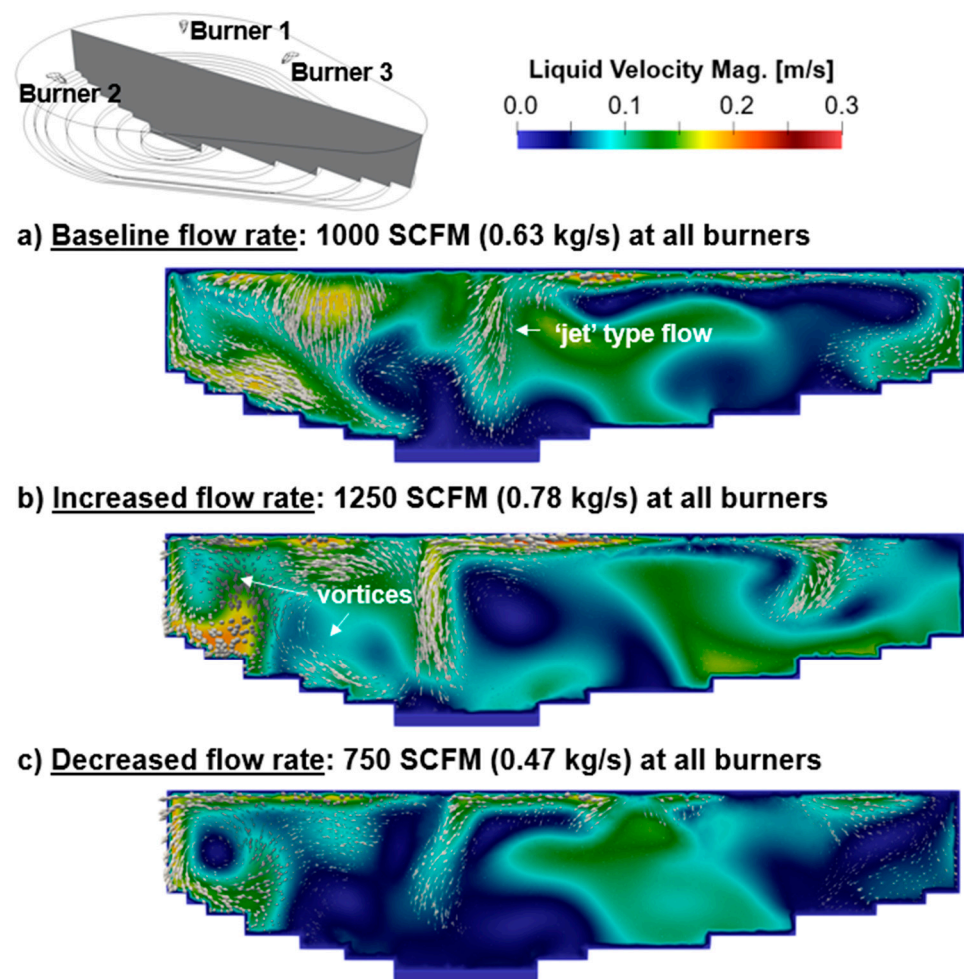 Burner 1
Burner 3
Burner 2
Liquid Velocity Mag. [m/s]
0.0 0.1 0.2 0.3
a) Baseline flow rate: 1000 SCFM (0.63 kg/s) at all burners
'jet' type flow
b) Increased flow rate: 1250 SCFM (0.78 kg/s) at all burners
vortices
c) Decreased flow rate: 750 SCFM (0.47 kg/s) at all burners